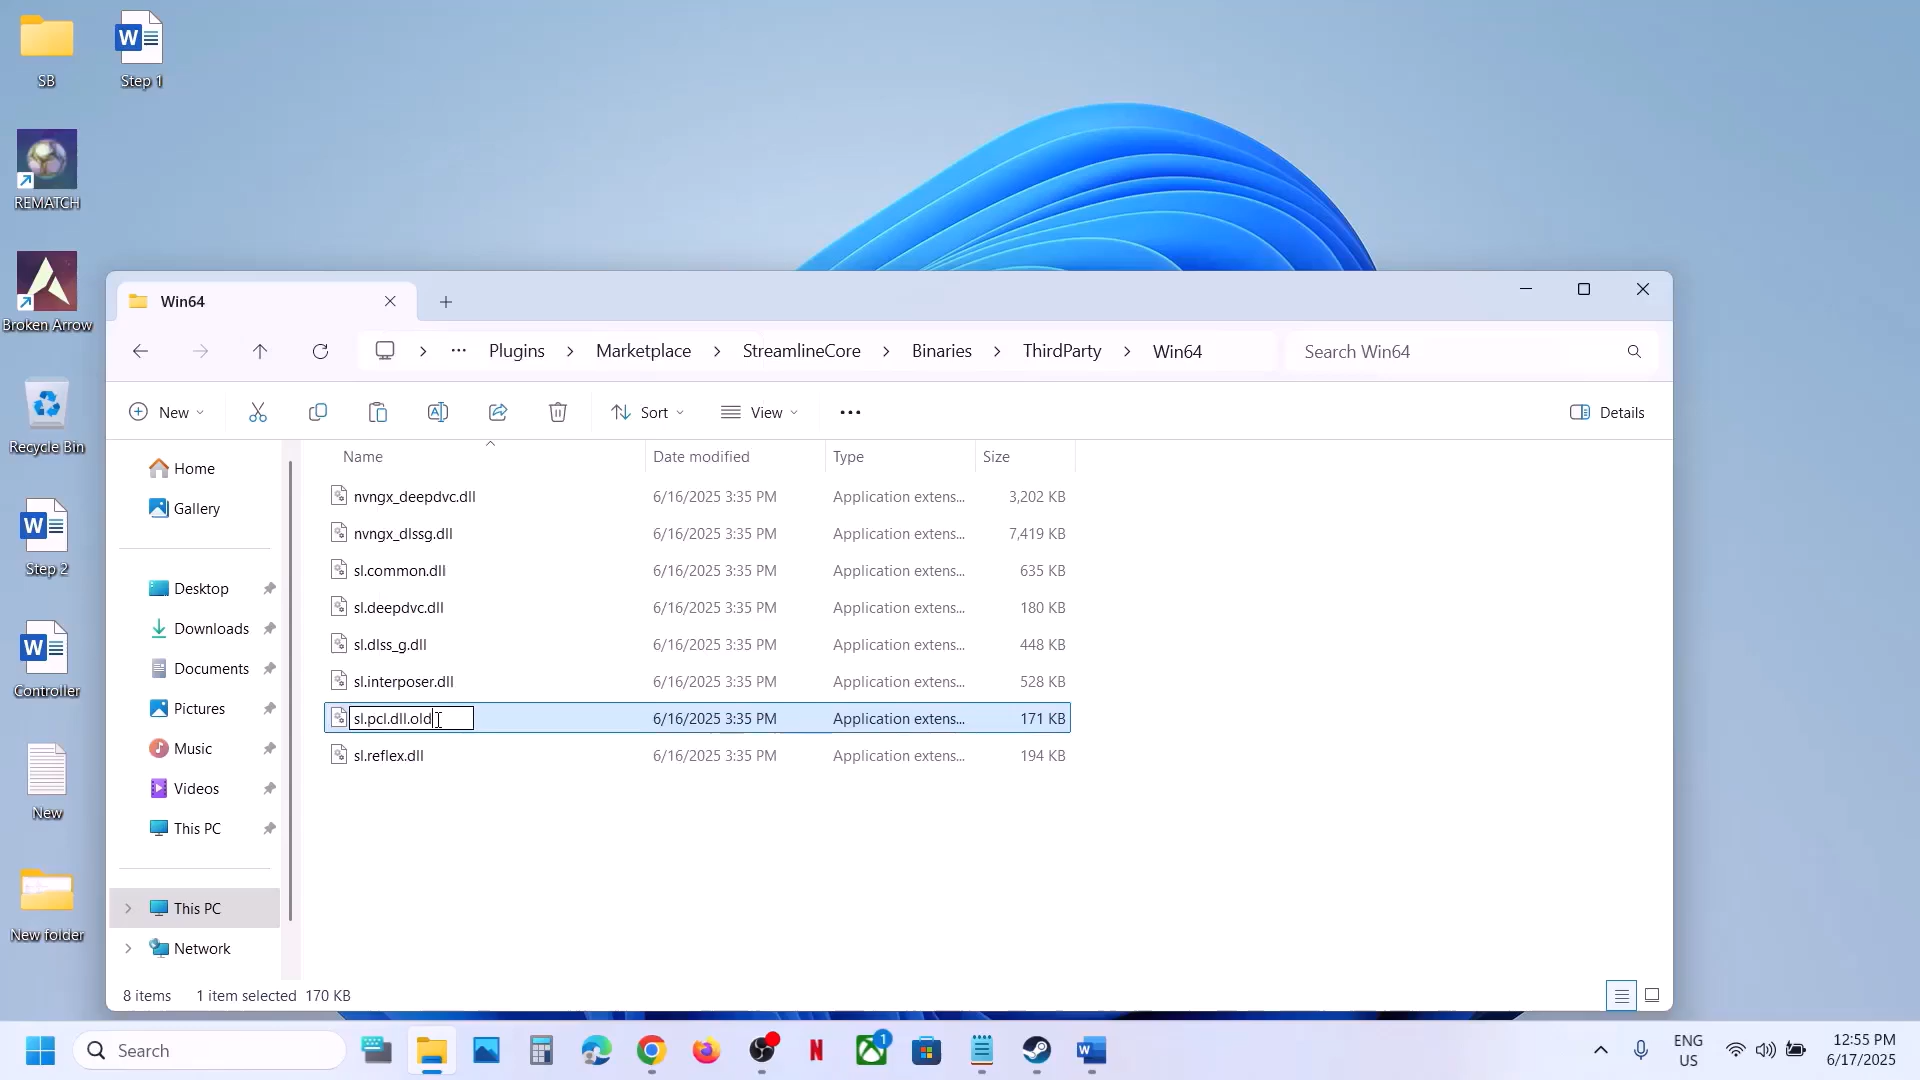 SB
Step 1
REMATCH
Broken Arrow
Recycle Bin
Step 2
Controller
New
New folder
Win64
Plugins > Marketplace > StreamlineCore > Binaries > ThirdParty > Win64
Search Win64
New
Sort
View
Details
Home
Gallery
Desktop
Downloads
Documents
Pictures
Music
Videos
This PC
This PC
Network
Name Date modified Type Size
nvngx_deepdvc.dll 6/16/2025 3:35 PM Application extens... 3,202 KB
nvngx_dlssg.dll 6/16/2025 3:35 PM Application extens... 7,419 KB
sl.common.dll 6/16/2025 3:35 PM Application extens... 635 KB
sl.deepdvc.dll 6/16/2025 3:35 PM Application extens... 180 KB
sl.dlss_g.dll 6/16/2025 3:35 PM Application extens... 448 KB
sl.interposer.dll 6/16/2025 3:35 PM Application extens... 528 KB
sl.pcl.dll.old 6/16/2025 3:35 PM Application extens... 171 KB
sl.reflex.dll 6/16/2025 3:35 PM Application extens... 194 KB
8 items 1 item selected 170 KB
Search
1
ENG
US
12:55 PM
6/17/2025